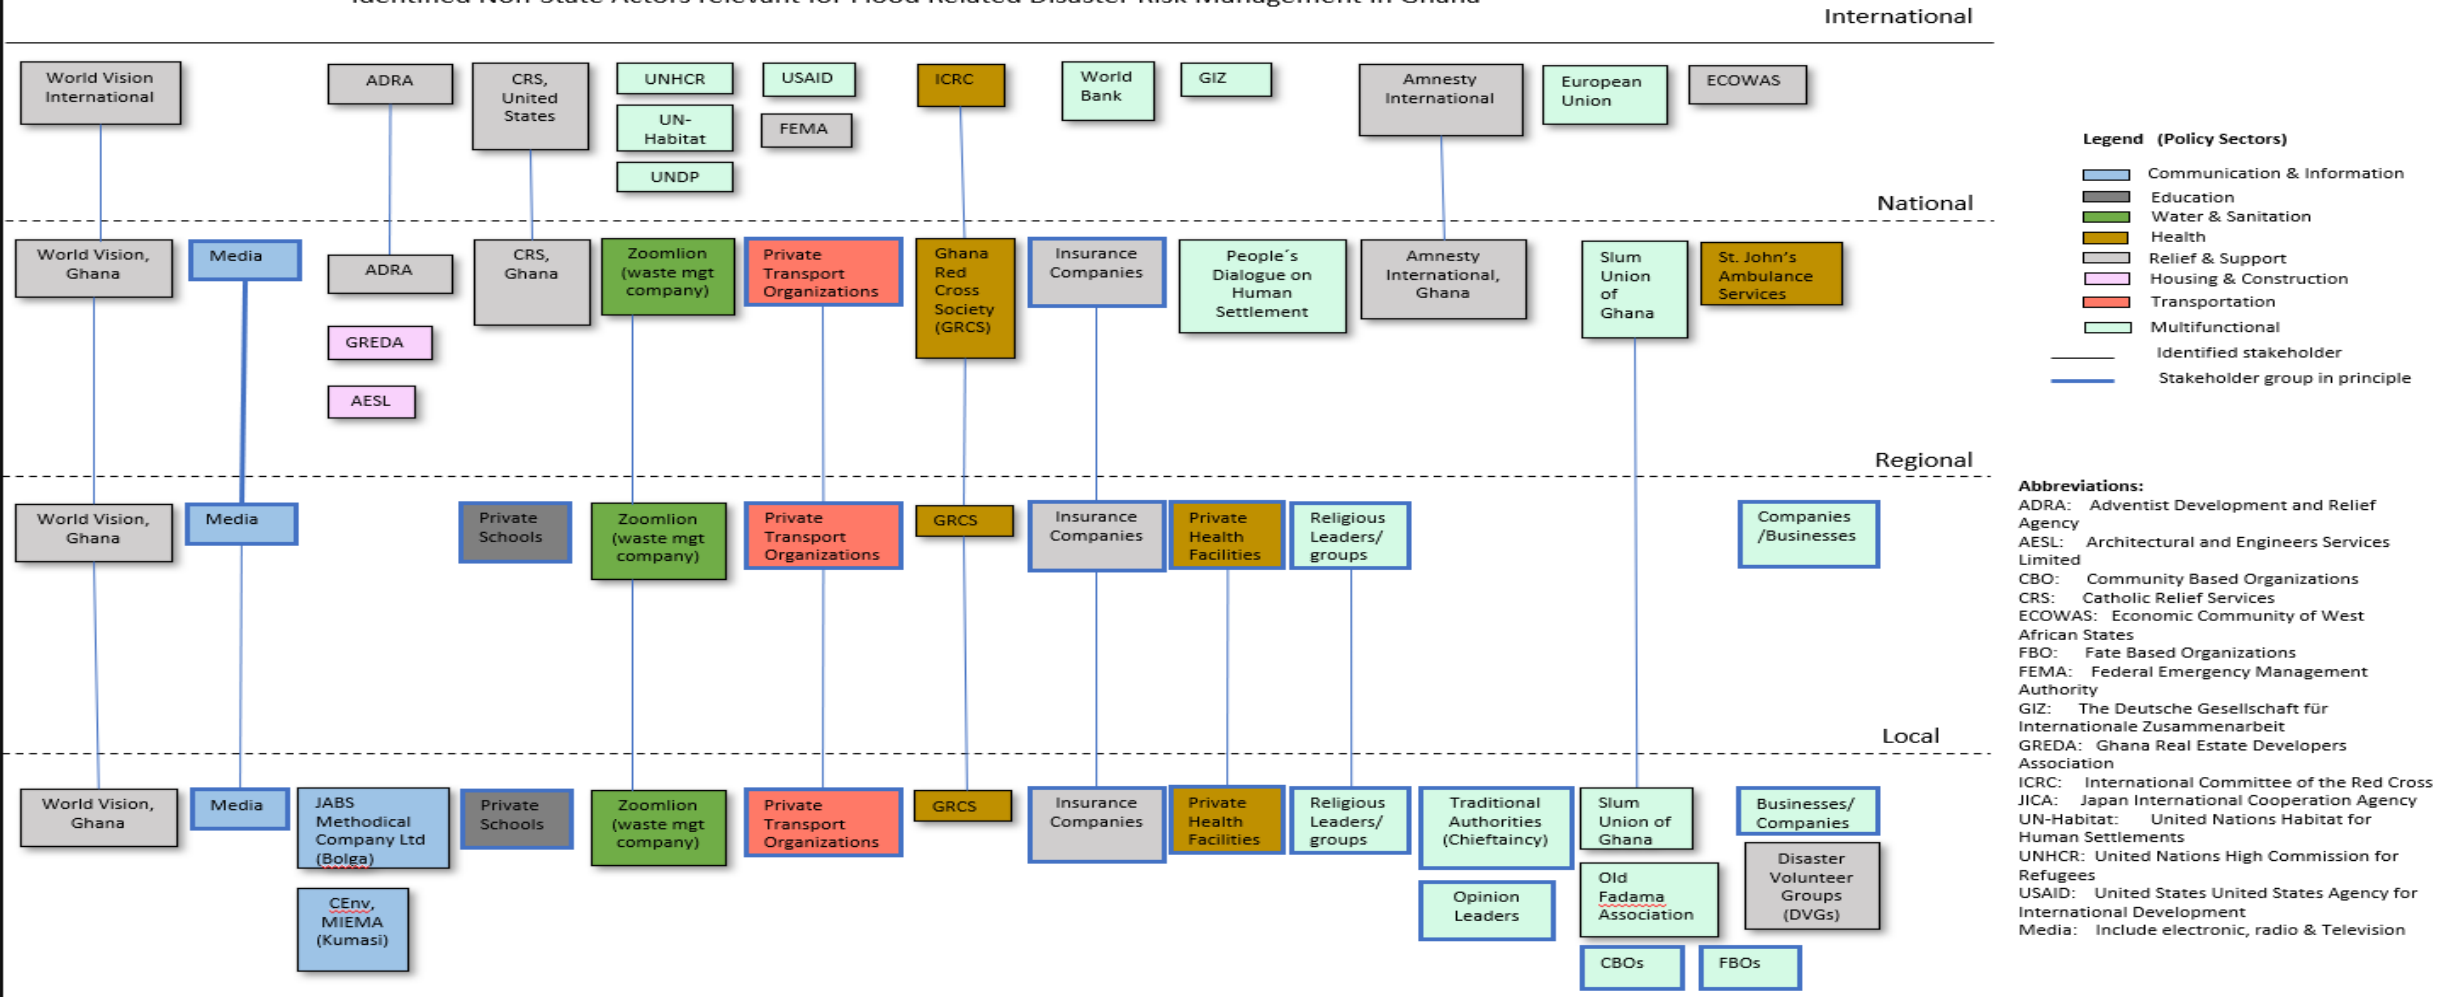 Identified Non-State Actors relevant for Flood Related Disaster Risk Management in Ghana
International
World Vision
International
ADRA
CRS,
United
States
UNHCR
UN-
Habitat
UNDP
USAID
FEMA
ICRC
World
Bank
GIZ
Amnesty
International
European
Union
ECOWAS
National
World Vision,
Ghana
Media
ADRA
GREDA
AESL
CRS,
Ghana
Zoomlion
(waste mgt
company)
Private
Transport
Organizations
Ghana
Red
Cross
Society
(GRCS)
Insurance
Companies
People´s
Dialogue on
Human
Settlement
Amnesty
International,
Ghana
Slum
Union
of
Ghana
St. John’s
Ambulance
Services
Regional
World Vision,
Ghana
Media
Private
Schools
Zoomlion
(waste mgt
company)
Private
Transport
Organizations
GRCS
Insurance
Companies
Private
Health
Facilities
Religious
Leaders/
groups
Companies
/Businesses
Local
World Vision,
Ghana
Media
JABS
Methodical
Company Ltd
(Bolga)
CEnv,
MIEMA
(Kumasi)
Private
Schools
Zoomlion
(waste mgt
company)
Private
Transport
Organizations
GRCS
Insurance
Companies
Private
Health
Facilities
Religious
Leaders/
groups
Traditional
Authorities
(Chieftaincy)
Opinion
Leaders
Slum
Union of
Ghana
Old
Fadama
Association
CBOs
FBOs
Businesses/
Companies
Disaster
Volunteer
Groups
(DVGs)
Legend (Policy Sectors)
Communication & Information
Education
Water & Sanitation
Health
Relief & Support
Housing & Construction
Transportation
Multifunctional
Identified stakeholder
Stakeholder group in principle
Abbreviations:
ADRA: Adventist Development and Relief
Agency
AESL: Architectural and Engineers Services
Limited
CBO: Community Based Organizations
CRS: Catholic Relief Services
ECOWAS: Economic Community of West
African States
FBO: Fate Based Organizations
FEMA: Federal Emergency Management
Authority
GIZ: The Deutsche Gesellschaft für
Internationale Zusammenarbeit
GREDA: Ghana Real Estate Developers
Association
ICRC: International Committee of the Red Cross
JICA: Japan International Cooperation Agency
UN-Habitat: United Nations Habitat for
Human Settlements
UNHCR: United Nations High Commission for
Refugees
USAID: United States United States Agency for
International Development
Media: Include electronic, radio & Television